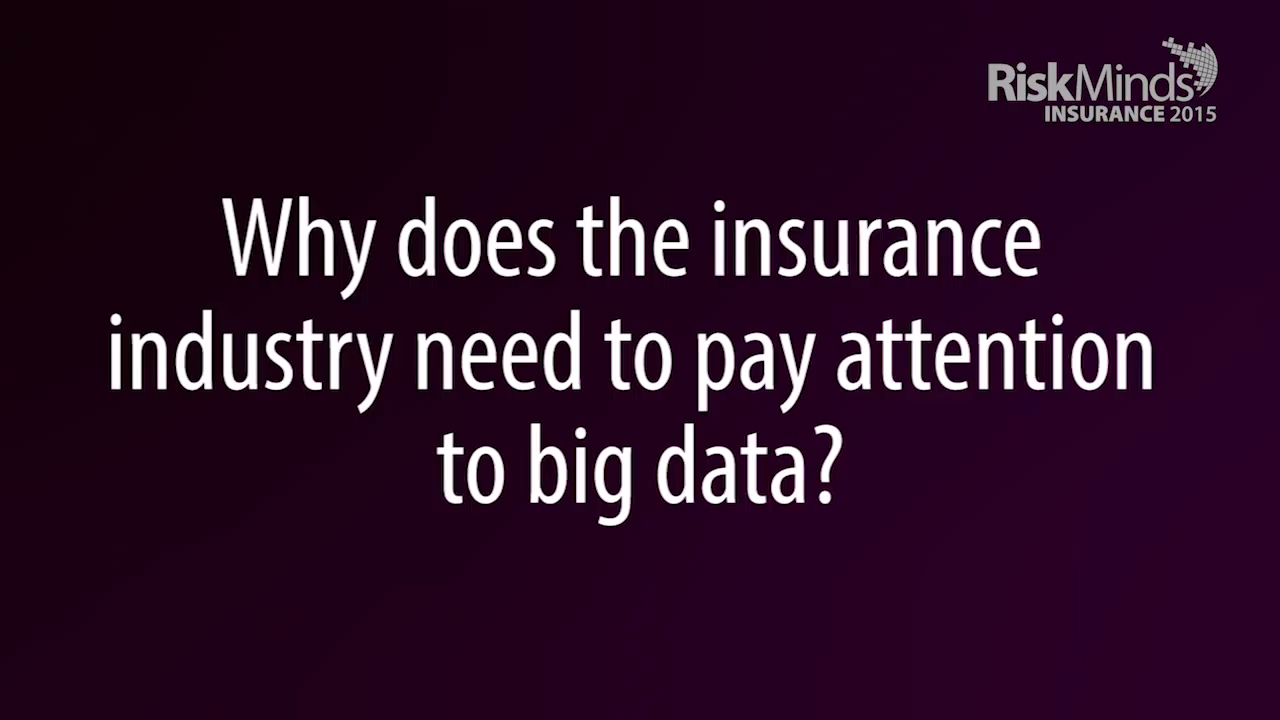 RiskMinds
INSURANCE 2015
Why does the insurance
industry need to pay attention
to big data?